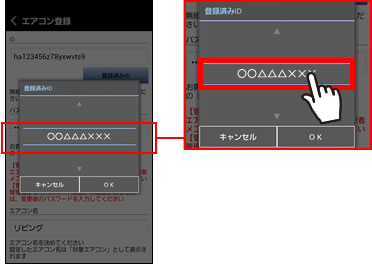 エアコン登録
ID
ha123456z78yxwvts9
登録済みID
登録済みID
○○△△△×××
キャンセル
OK
は、変更後のパスワードを入力してください
エアコン名
リビング
エアコン名を決めてください
設定したエアコン名は「対象エアコン」として表示されます
登録済みID
○○△△△×××
キャンセル
OK